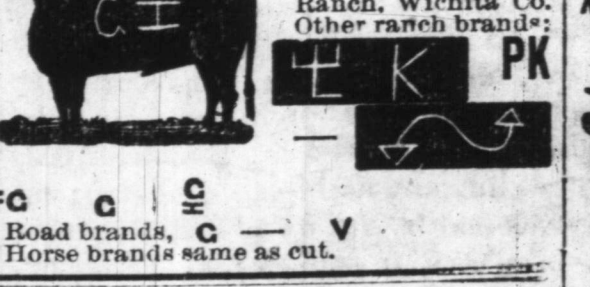 C H
Ranch, Wichita Co.
Other ranch brands:
K PK
—
C C C
H
Road brands, C — V
Horse brands same as cut.